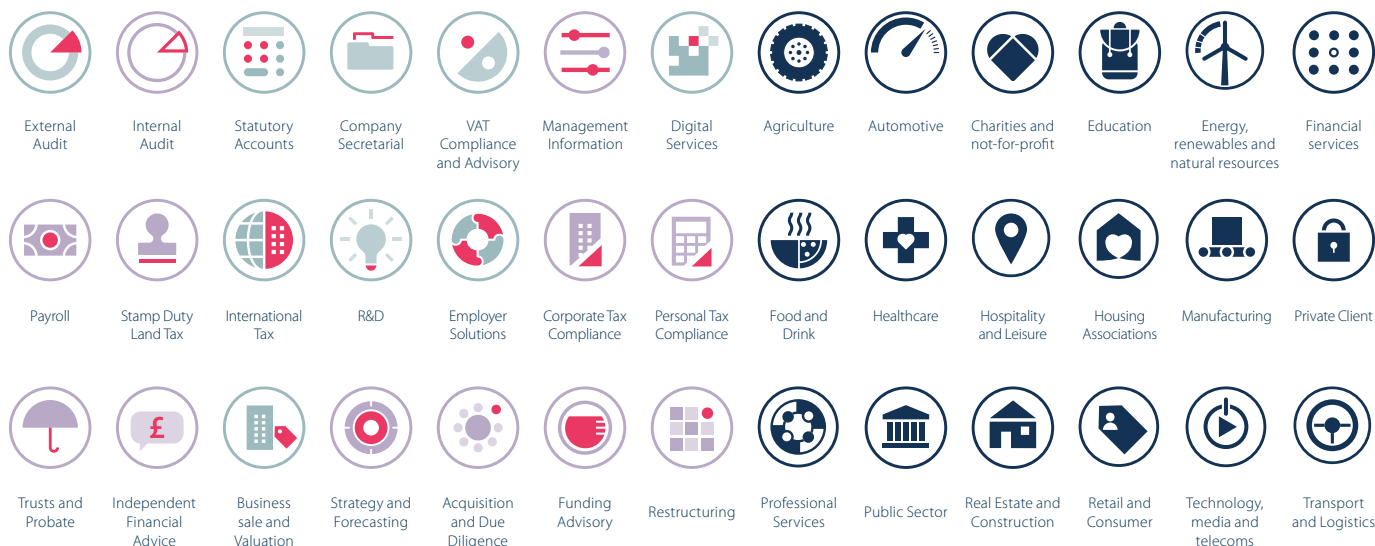 External
Audit
Internal
Audit
Statutory
Accounts
Company
Secretarial
VAT
Compliance
and Advisory
Management
Information
Digital
Services
Agriculture
Automotive
Charities and
not-for-profit
Education
Energy,
renewables and
natural resources
Financial
services
Payroll
Stamp Duty
Land Tax
International
Tax
R&D
Employer
Solutions
Corporate Tax
Compliance
Personal Tax
Compliance
Food and
Drink
Healthcare
Hospitality
and Leisure
Housing
Associations
Manufacturing
Private Client
£
Trusts and
Probate
Independent
Financial
Advice
Business
sale and
Valuation
Strategy and
Forecasting
Acquisition
and Due
Diligence
Funding
Advisory
Restructuring
Professional
Services
Public Sector
Real Estate and
Construction
Retail and
Consumer
Technology,
media and
telecoms
Transport
and Logistics